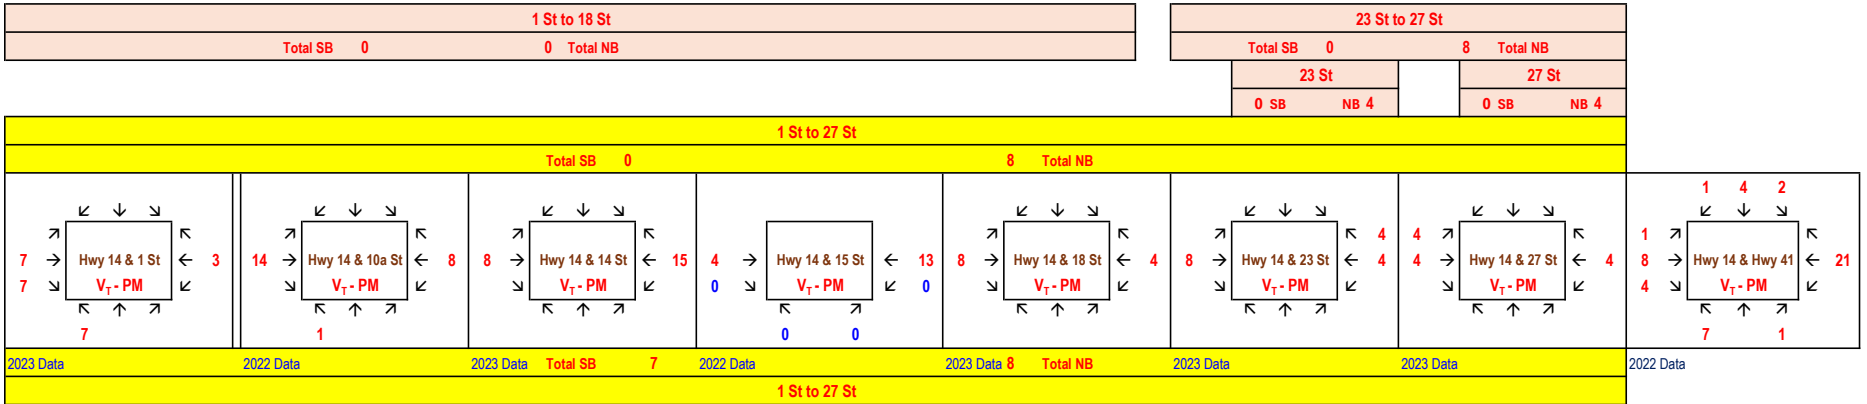 1 St to 18 St 23 St to 27 St
Total SB 0 0 Total NB Total SB 0 8 Total NB
23 St 27 St
0 SB NB 4 0 SB NB 4
1 St to 27 St
Total SB 0 8 Total NB
1 4 2
↙ ↓ ↘ ↙ ↓ ↘ ↙ ↓ ↘ ↙ ↓ ↘ ↙ ↓ ↘ ↙ ↓ ↘ ↙ ↓ ↘
↗ ↖ ↗ ↖ ↗ ↖ ↗ ↖ ↗ ↖ 4 4 ↗ ↖ 1 ↗ ↖
7 → Hwy 14 & 1 St ← 3 14 → Hwy 14 & 10a St ← 8 8 → Hwy 14 & 14 St ← 15 4 → Hwy 14 & 15 St ← 13 8 → Hwy 14 & 18 St ← 4 8 → Hwy 14 & 23 St ← 4 4 → Hwy 14 & 27 St ← 4 8 → Hwy 14 & Hwy 41 ← 21
7 ↘ VT - PM ↙ ↘ VT - PM ↙ ↘ VT - PM ↙ 0 ↘ VT - PM ↙ 0 ↘ VT - PM ↙ ↘ VT - PM ↙ ↘ VT - PM ↙ 4 ↘ VT - PM ↙
↖ ↑ ↗ ↖ ↑ ↗ ↖ ↑ ↗ ↖ ↗ ↖ ↑ ↗ ↖ ↑ ↗ ↖ ↑ ↗ ↖ ↑ ↗
7 1 0 0 7 1
2023 Data 2022 Data 2023 Data Total SB 7 2022 Data 2023 Data 8 Total NB 2023 Data 2023 Data 2022 Data
1 St to 27 St